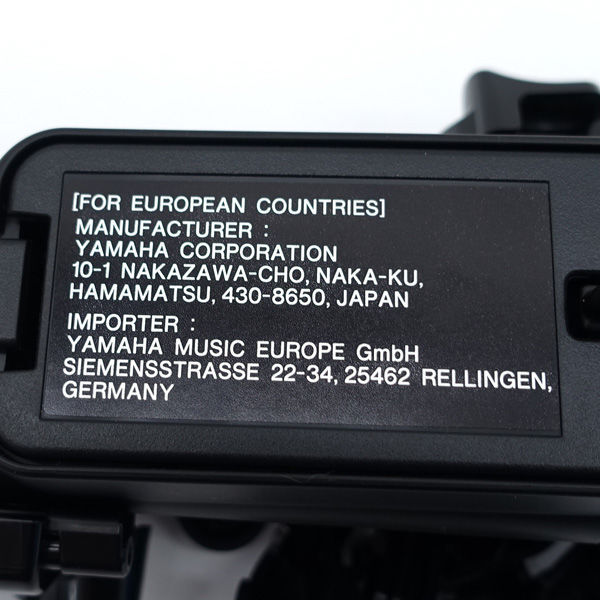 [FOR EUROPEAN COUNTRIES]
MANUFACTURER :
YAMAHA CORPORATION
10-1 NAKAZAWA-CHO, NAKA-KU,
HAMAMATSU, 430-8650, JAPAN
IMPORTER :
YAMAHA MUSIC EUROPE GmbH
SIEMENSSTRASSE 22-34, 25462 RELLINGEN,
GERMANY